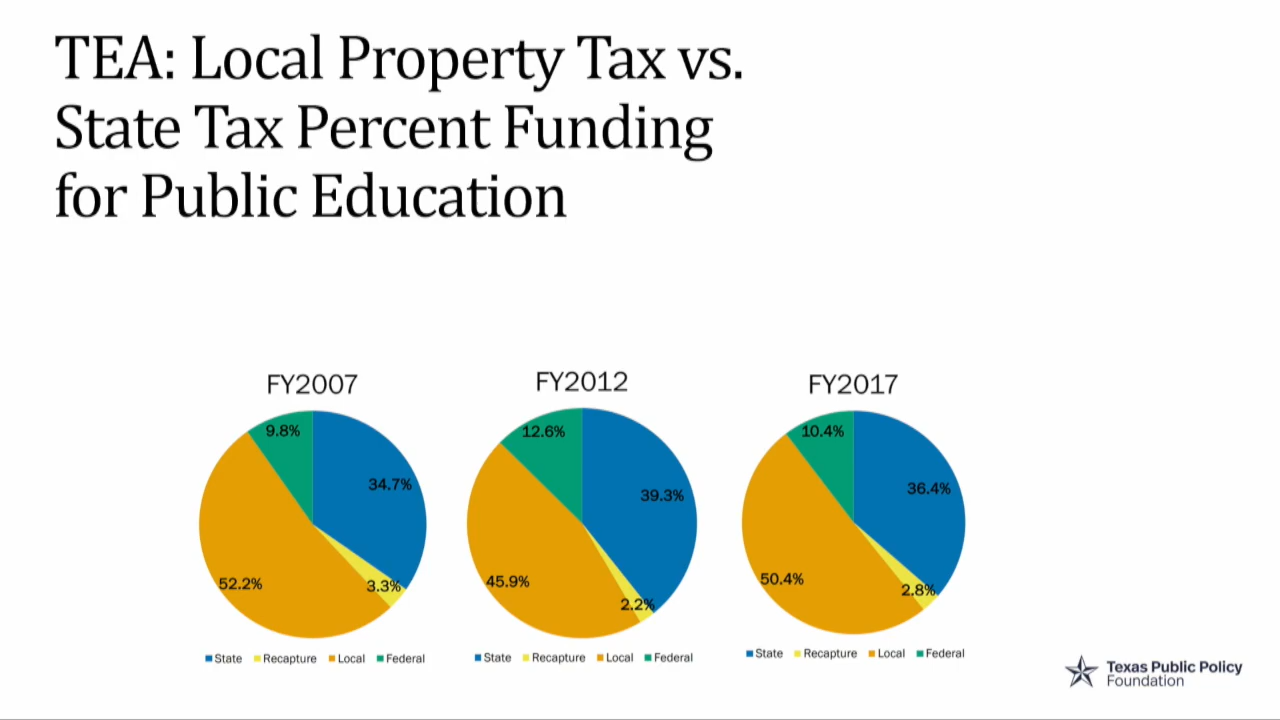 TEA: Local Property Tax vs.
State Tax Percent Funding
for Public Education
FY2007
9.8%
34.7%
52.2%
3.3%
State Recapture Local Federal
FY2012
12.6%
39.3%
45.9%
2.2%
State Recapture Local Federal
FY2017
10.4%
36.4%
50.4%
2.8%
State Recapture Local Federal
Texas Public Policy
Foundation